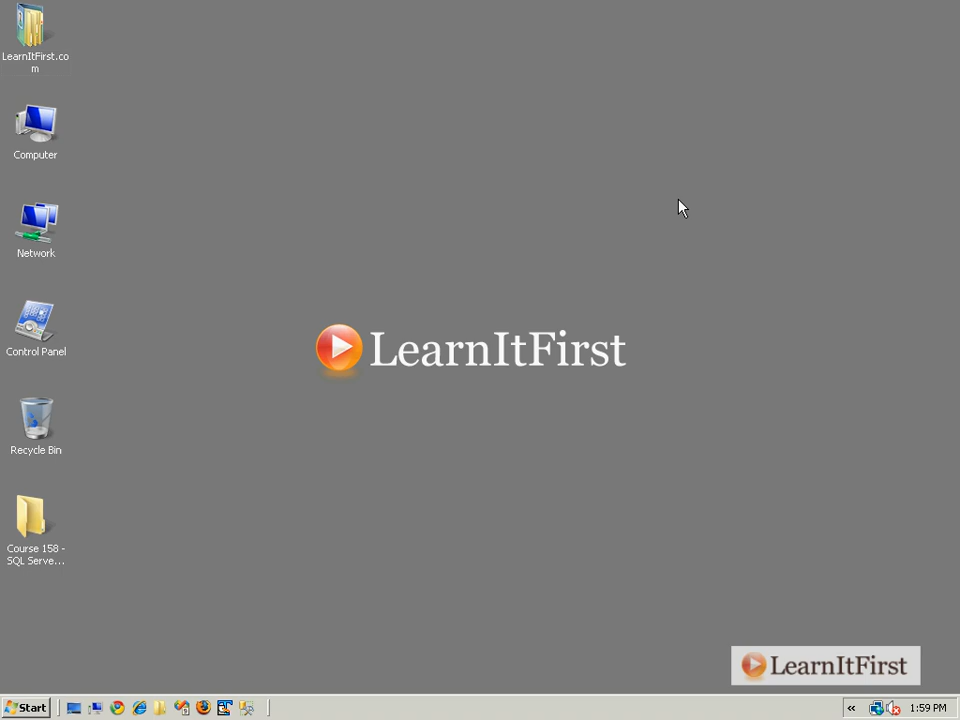 LearnItFirst.co
m
Computer
Network
Control Panel
Recycle Bin
Course 158 -
SQL Serve...
LearnItFirst
LearnItFirst
Start
1:59 PM